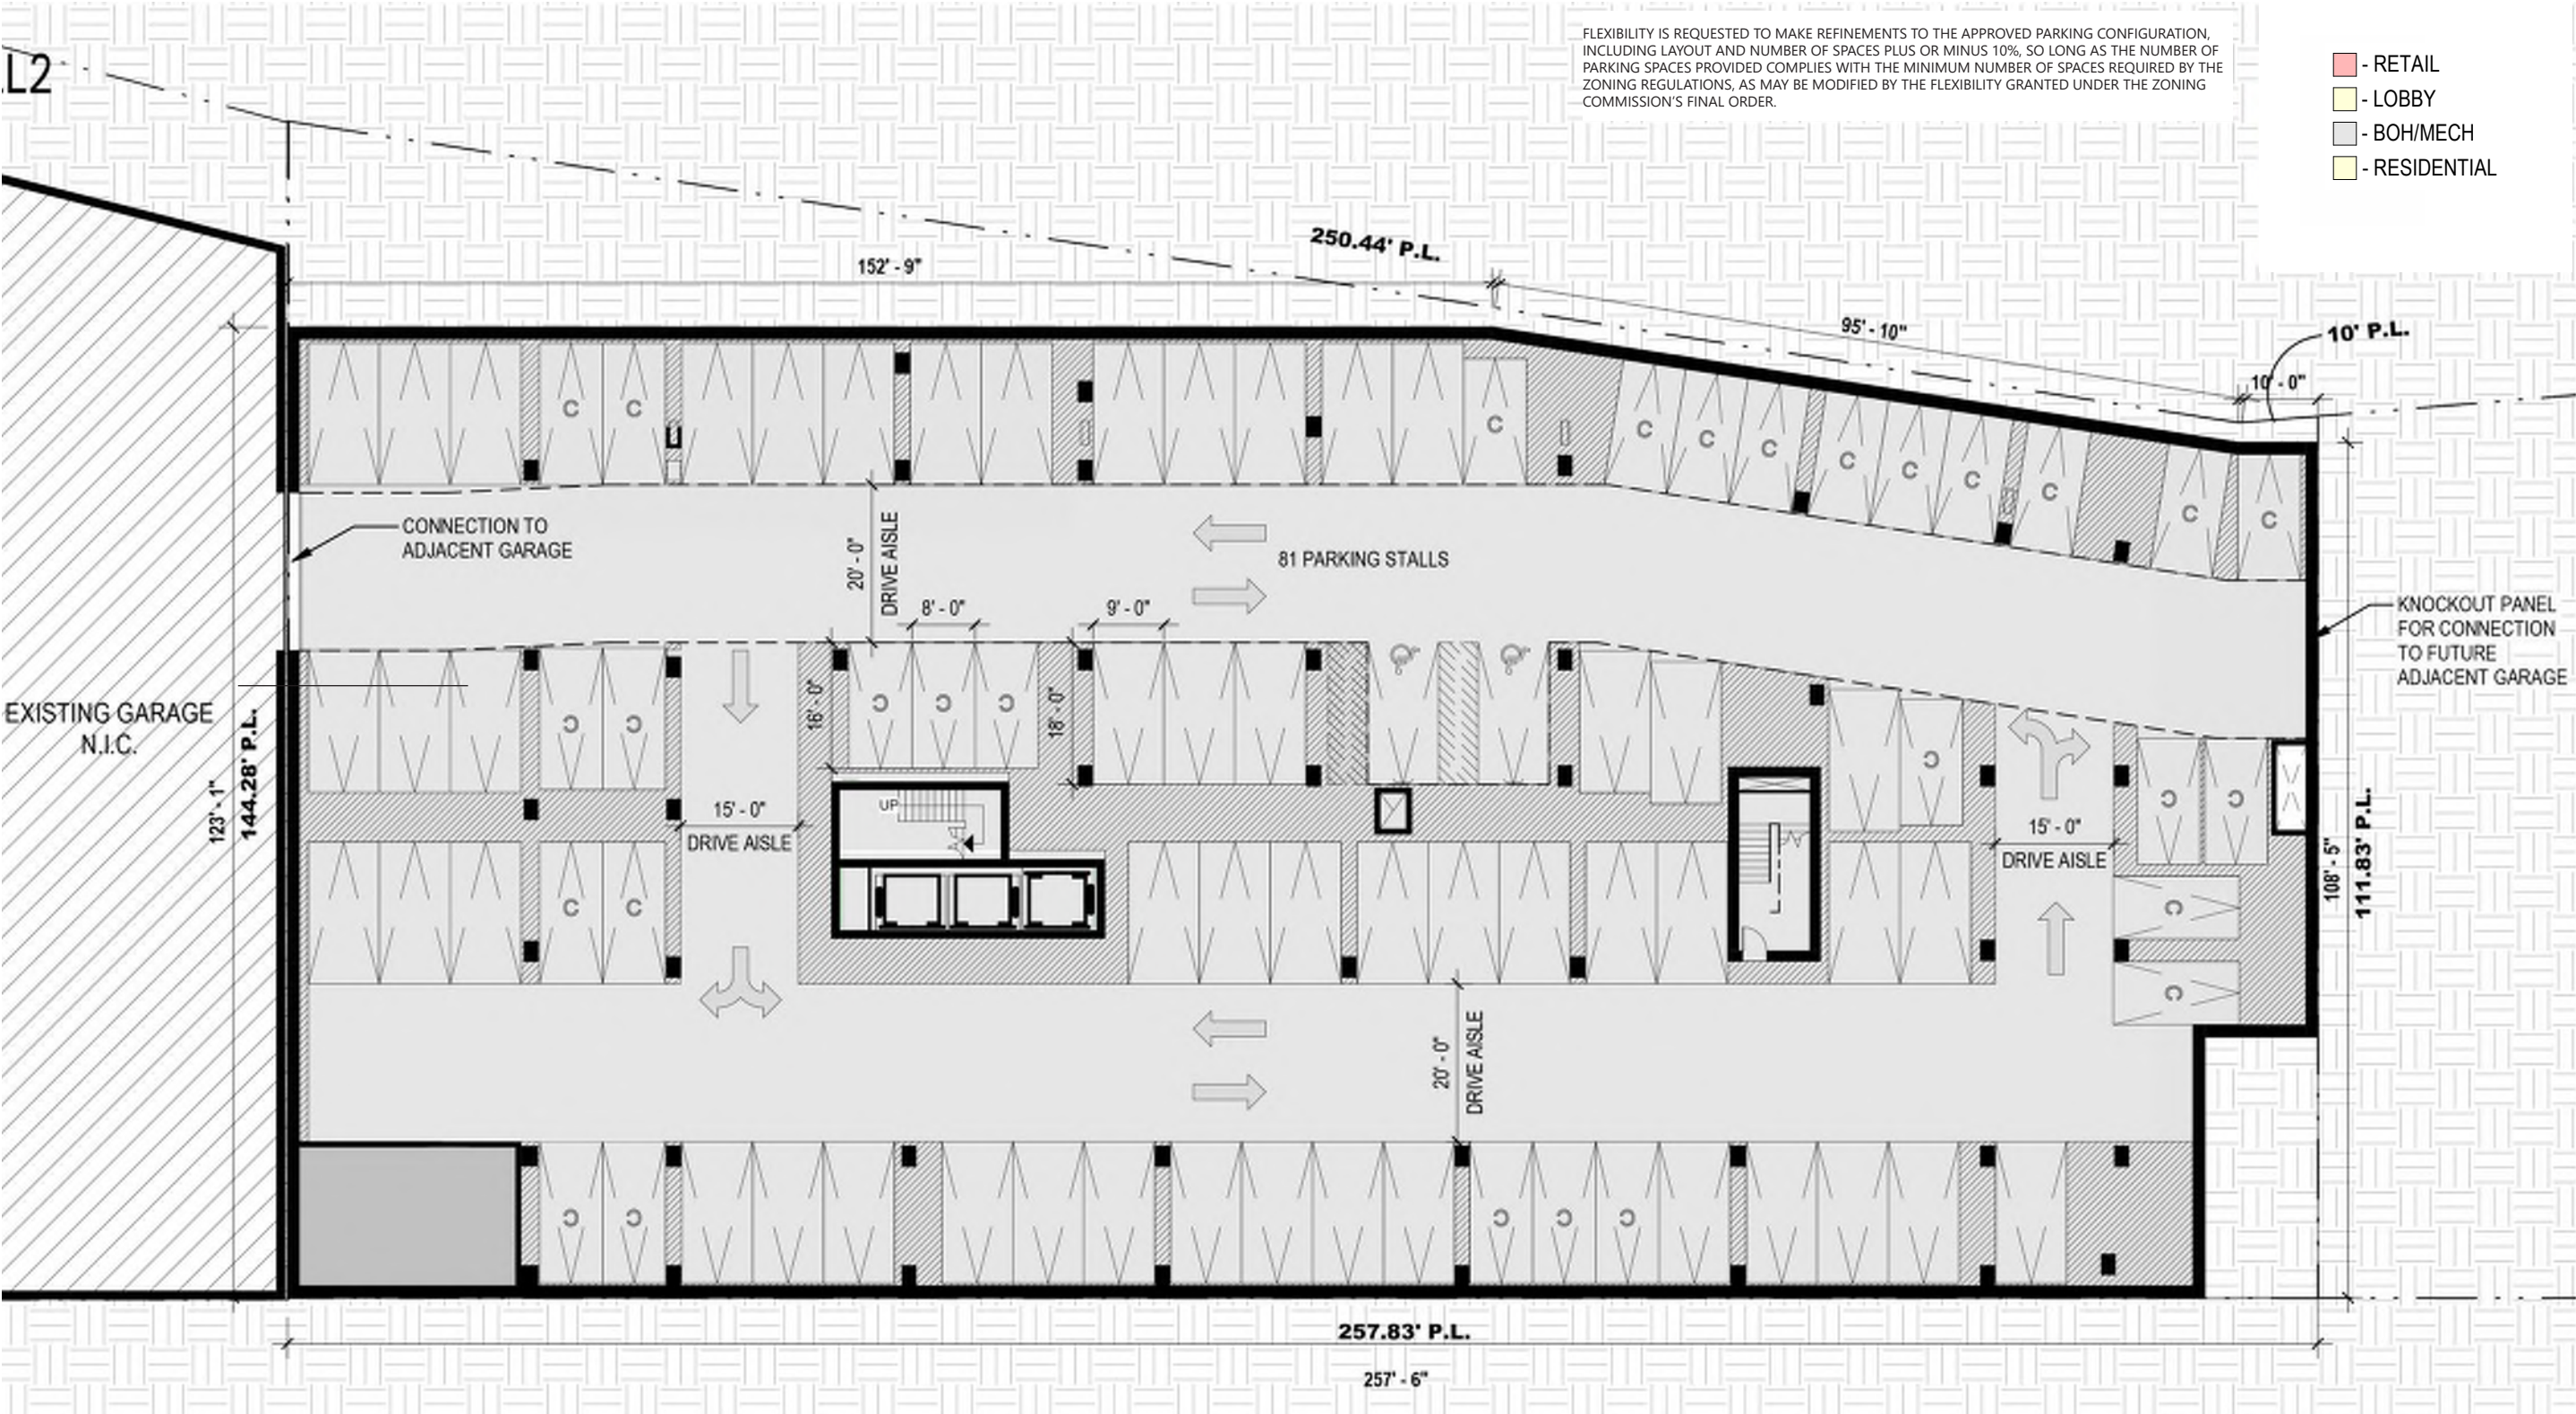 L2
FLEXIBILITY IS REQUESTED TO MAKE REFINEMENTS TO THE APPROVED PARKING CONFIGURATION,
INCLUDING LAYOUT AND NUMBER OF SPACES PLUS OR MINUS 10%, SO LONG AS THE NUMBER OF
PARKING SPACES PROVIDED COMPLIES WITH THE MINIMUM NUMBER OF SPACES REQUIRED BY THE
ZONING REGULATIONS, AS MAY BE MODIFIED BY THE FLEXIBILITY GRANTED UNDER THE ZONING
COMMISSION'S FINAL ORDER.
- RETAIL
- LOBBY
- BOH/MECH
- RESIDENTIAL
250.44' P.L.
152' - 9"
95' - 10"
10' P.L.
10' - 0"
C C
C
C C C C C C C C C
CONNECTION TO
ADJACENT GARAGE
20' - 0"
DRIVE AISLE
81 PARKING STALLS
8' - 0"
9' - 0"
KNOCKOUT PANEL
FOR CONNECTION
TO FUTURE
ADJACENT GARAGE
EXISTING GARAGE
N.I.C.
123' - 1"
144.28' P.L.
C C
16' - 0"
C C C
18' - 0"
C
C C
UP
15' - 0"
DRIVE AISLE
15' - 0"
DRIVE AISLE
108' - 5"
111.83' P.L.
C C
C
C
20' - 0"
DRIVE AISLE
C C
C C C
257.83' P.L.
257' - 6"